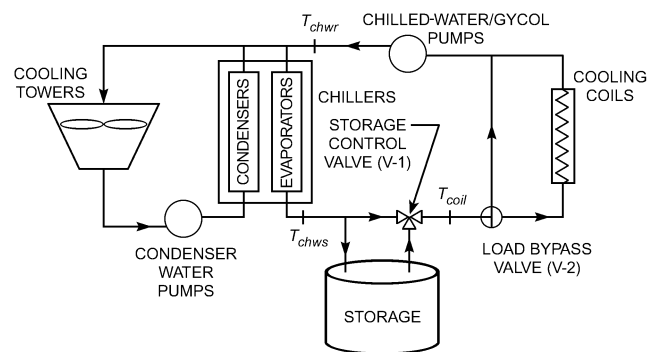 T_chwr
CHILLED-WATER/GYCOL
PUMPS
COOLING
TOWERS
CONDENSERS
EVAPORATORS
CHILLERS
STORAGE
CONTROL
VALVE (V-1)
COOLING
COILS
T_coil
T_chws
CONDENSER
WATER
PUMPS
LOAD BYPASS
VALVE (V-2)
STORAGE